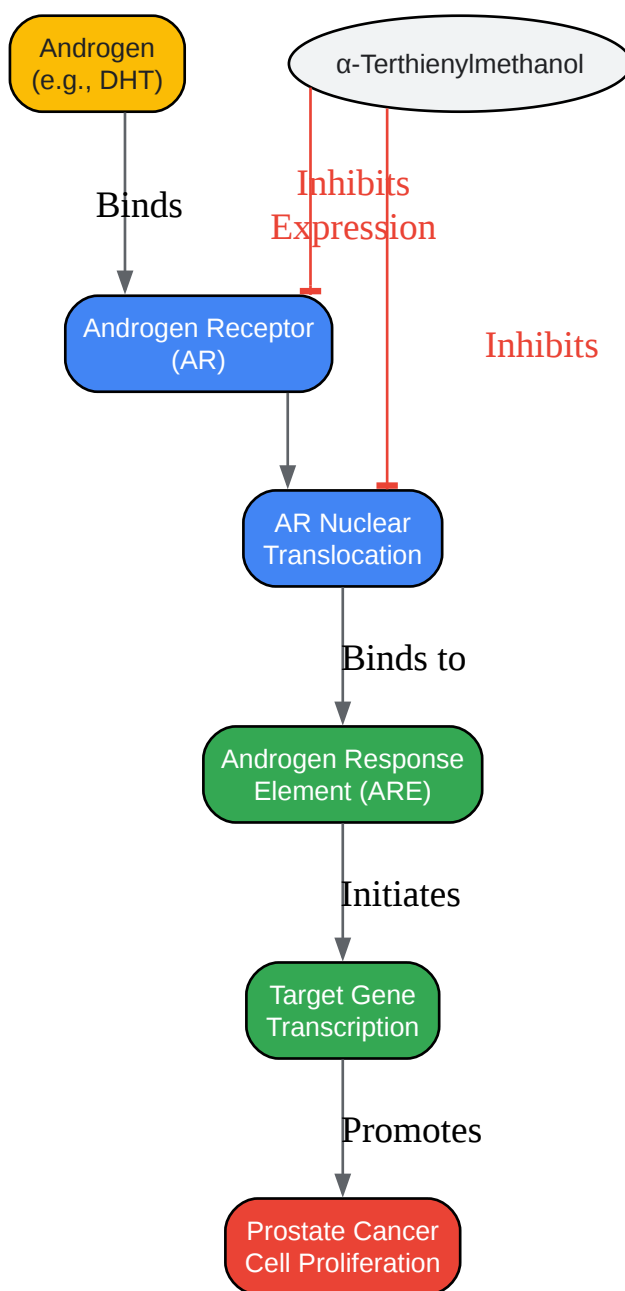 Androgen
(e.g., DHT)
α-Terthienylmethanol
Binds
Inhibits
Expression
Androgen Receptor
(AR)
Inhibits
AR Nuclear
Translocation
Binds to
Androgen Response
Element (ARE)
Initiates
Target Gene
Transcription
Promotes
Prostate Cancer
Cell Proliferation